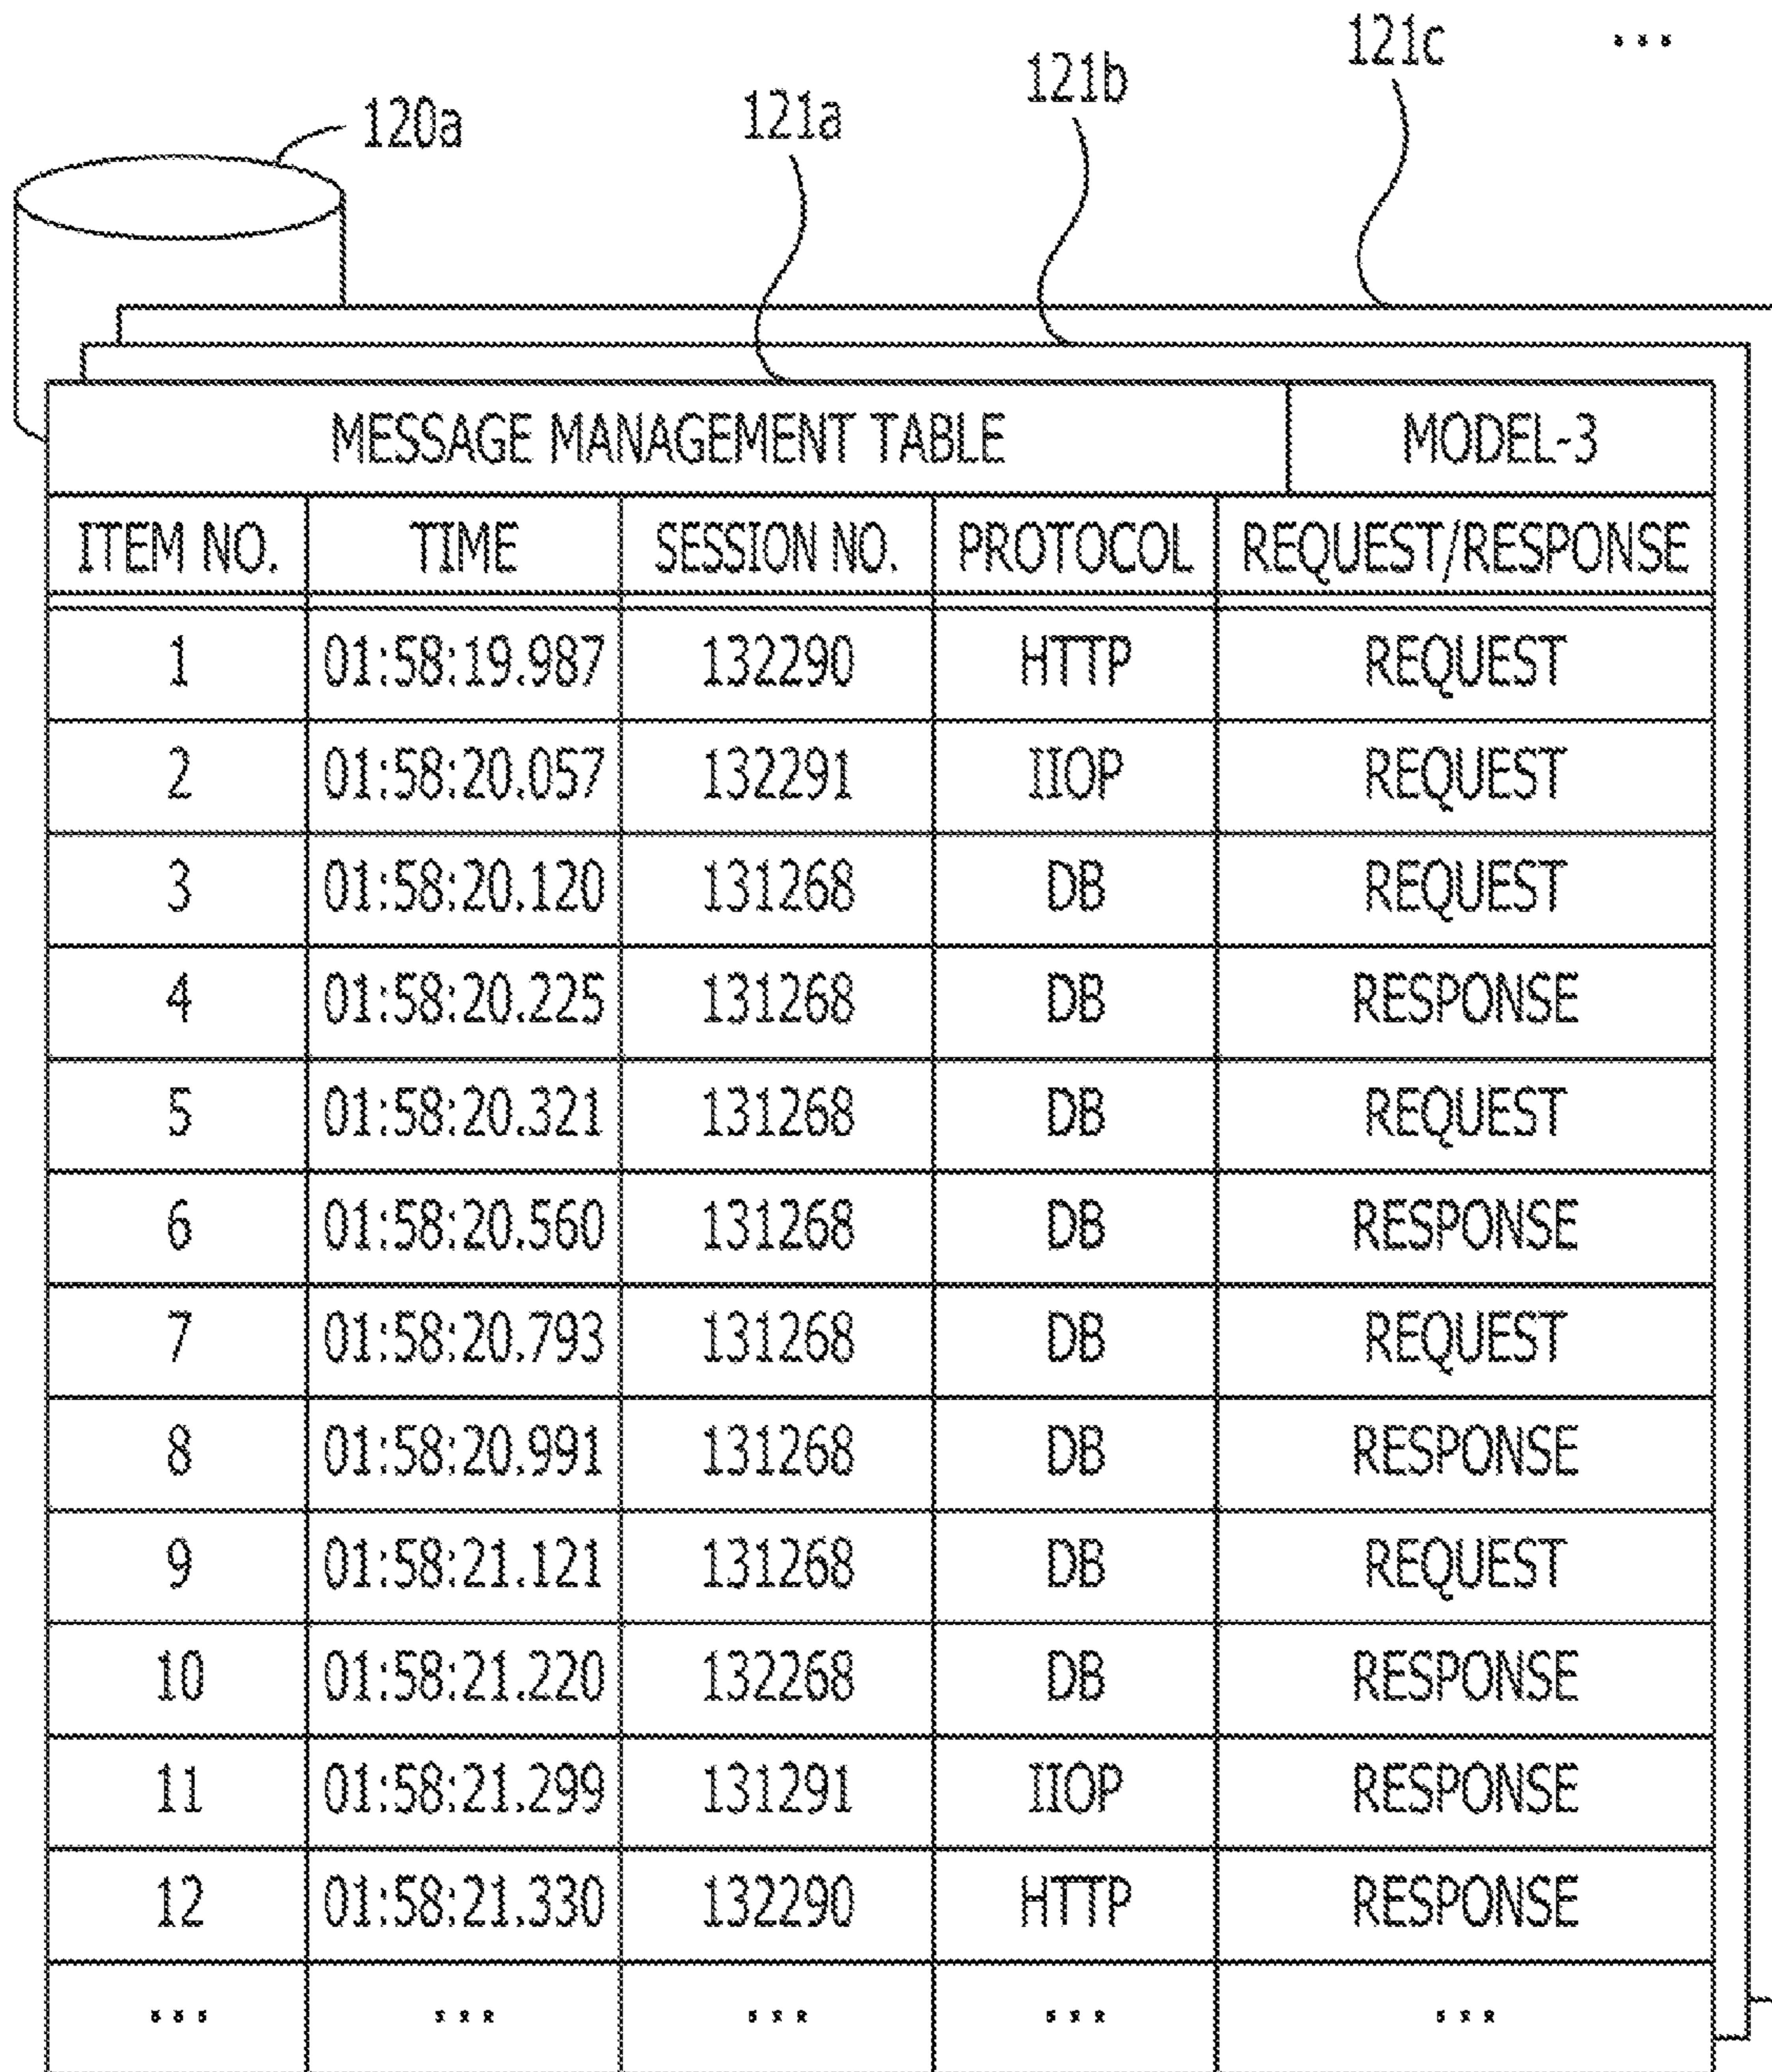 121c ...
121b
121a
120a
MESSAGE MANAGEMENT TABLE MODEL-3
ITEM NO. TIME SESSION NO. PROTOCOL REQUEST/RESPONSE
1 01:58:19.987 132290 HTTP REQUEST
2 01:58:20.057 132291 IIOP REQUEST
3 01:58:20.120 131268 DB REQUEST
4 01:58:20.225 131268 DB RESPONSE
5 01:58:20.321 131268 DB REQUEST
6 01:58:20.560 131268 DB RESPONSE
7 01:58:20.793 131268 DB REQUEST
8 01:58:20.991 131268 DB RESPONSE
9 01:58:21.121 131268 DB REQUEST
10 01:58:21.220 132268 DB RESPONSE
11 01:58:21.299 131291 IIOP RESPONSE
12 01:58:21.330 132290 HTTP RESPONSE
... ... ... ... ...